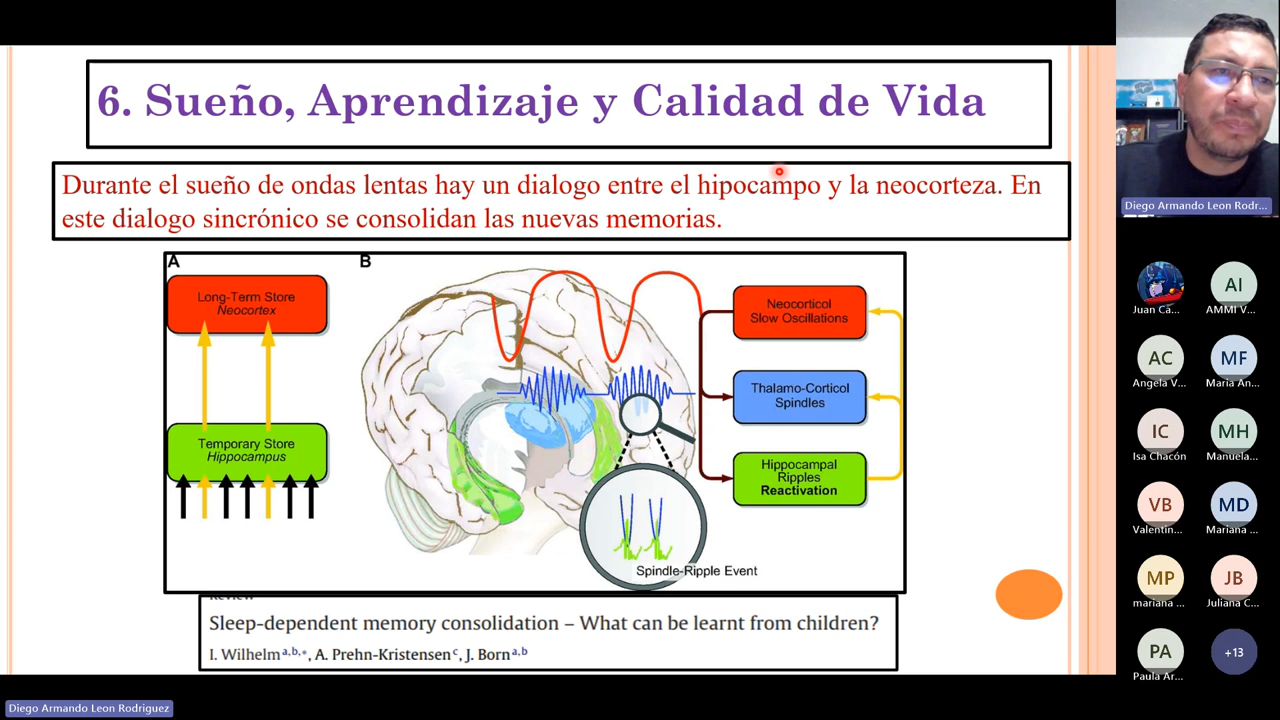 6. Sueño, Aprendizaje y Calidad de Vida
Durante el sueño de ondas lentas hay un dialogo entre el hipocampo y la neocorteza. En
este dialogo sincrónico se consolidan las nuevas memorias.
A
Long-Term Store
Neocortex
Temporary Store
Hippocampus
B
Neocorticol
Slow Oscillations
Thalamo-Corticol
Spindles
Hippocampal
Ripples
Reactivation
Spindle-Ripple Event
Sleep-dependent memory consolidation – What can be learnt from children?
I. Wilhelm a,b,*, A. Prehn-Kristensen c, J. Born a,b
Diego Armando Leon Rodriguez
Diego Armando Leon Rodr...
AI
Juan Ca...
AMMI V...
AC
MF
Angela V...
Maria An...
IC
MH
Isa Chacón
Manuela...
VB
MD
Valentin...
Mariana ...
MP
JB
mariana ...
Juliana C...
PA
+13
Paula Ar...